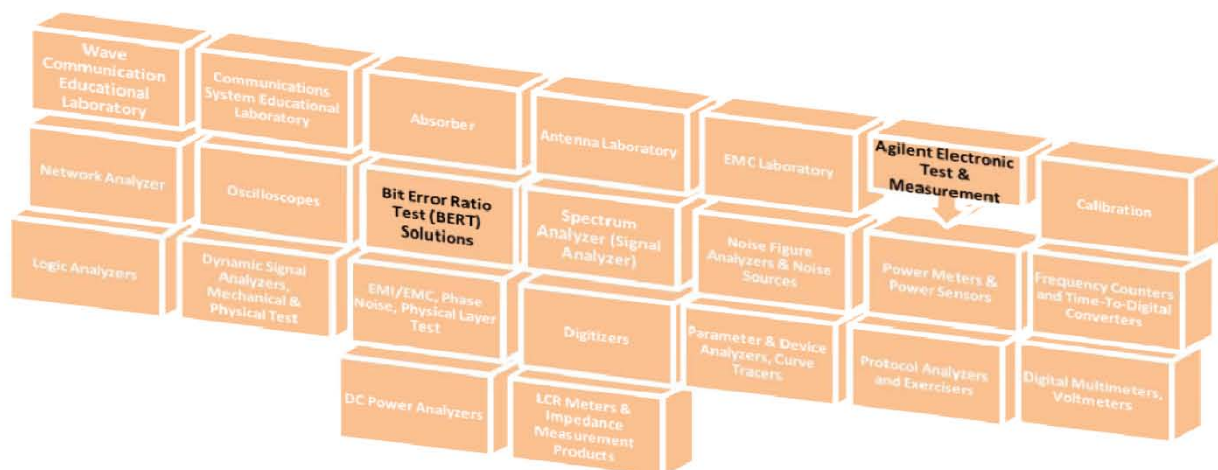 Wave
Communication
Educational
Laboratory
Communications
System Educational
Laboratory
Absorber
Antenna Laboratory
EMC Laboratory
Agilent Electronic
Test &
Measurement
Calibration
Network Analyzer
Oscilloscopes
Bit Error Ratio
Test (BERT)
Solutions
Spectrum
Analyzer (Signal
Analyzer)
Noise Figure
Analyzers & Noise
Sources
Power Meters &
Power Sensors
Frequency Counters
and Time-To-Digital
Converters
Logic Analyzers
Dynamic Signal
Analyzers,
Mechanical &
Physical Test
EMI/EMC, Phase
Noise, Physical Layer
Test
Digitizers
Parameter & Device
Analyzers, Curve
Tracers
Protocol Analyzers
and Exercisers
Digital Multimeters,
Voltmeters
DC Power Analyzers
LCR Meters &
Impedance
Measurement
Products